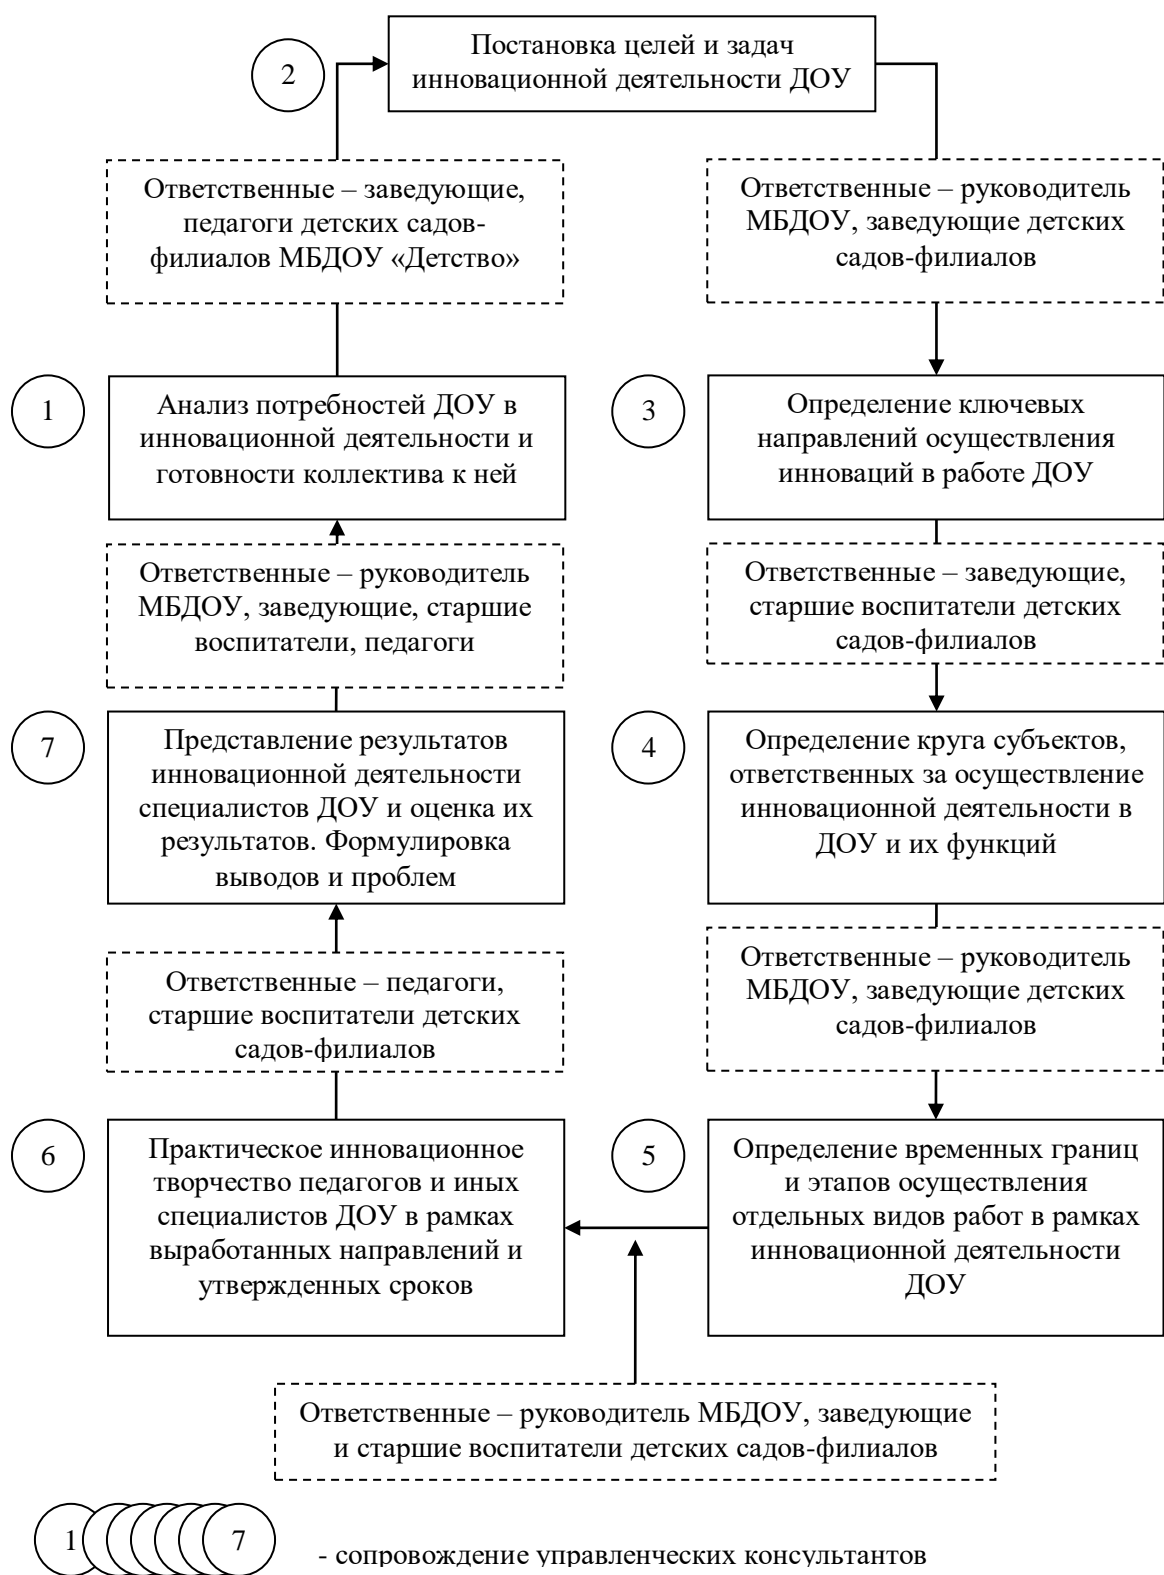 2
Постановка целей и задач
инновационной деятельности ДОУ
Ответственные – заведующие,
педагоги детских садов-
филиалов МБДОУ «Детство»
Ответственные – руководитель
МБДОУ, заведующие детских
садов-филиалов
1
Анализ потребностей ДОУ в
инновационной деятельности и
готовности коллектива к ней
3
Определение ключевых
направлений осуществления
инноваций в работе ДОУ
Ответственные – руководитель
МБДОУ, заведующие, старшие
воспитатели, педагоги
Ответственные – заведующие,
старшие воспитатели детских
садов-филиалов
7
Представление результатов
инновационной деятельности
специалистов ДОУ и оценка их
результатов. Формулировка
выводов и проблем
4
Определение круга субъектов,
ответственных за осуществление
инновационной деятельности в
ДОУ и их функций
Ответственные – педагоги,
старшие воспитатели детских
садов-филиалов
Ответственные – руководитель
МБДОУ, заведующие детских
садов-филиалов
6
Практическое инновационное
творчество педагогов и иных
специалистов ДОУ в рамках
выработанных направлений и
утвержденных сроков
5
Определение временных границ
и этапов осуществления
отдельных видов работ в рамках
инновационной деятельности
ДОУ
Ответственные – руководитель МБДОУ, заведующие
и старшие воспитатели детских садов-филиалов
1 7
- сопровождение управленческих консультантов